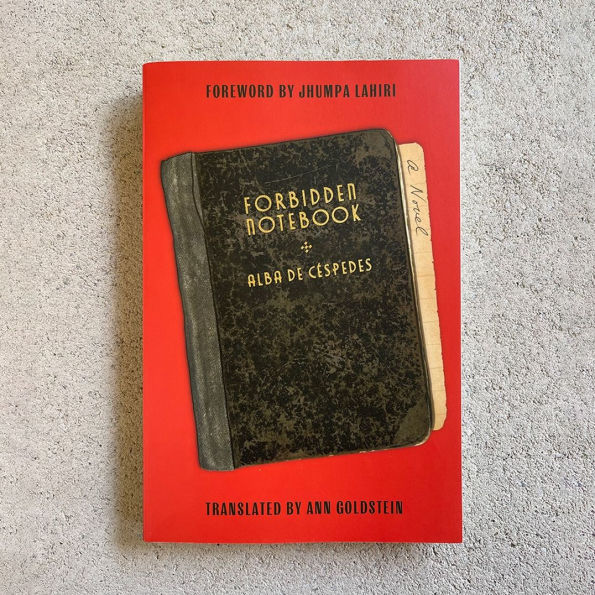 FOREWORD BY JHUMPA LAHIRI
a Novel
FORBIDDEN
NOTEBOOK
ALBA DE CÉSPEDES
TRANSLATED BY ANN GOLDSTEIN